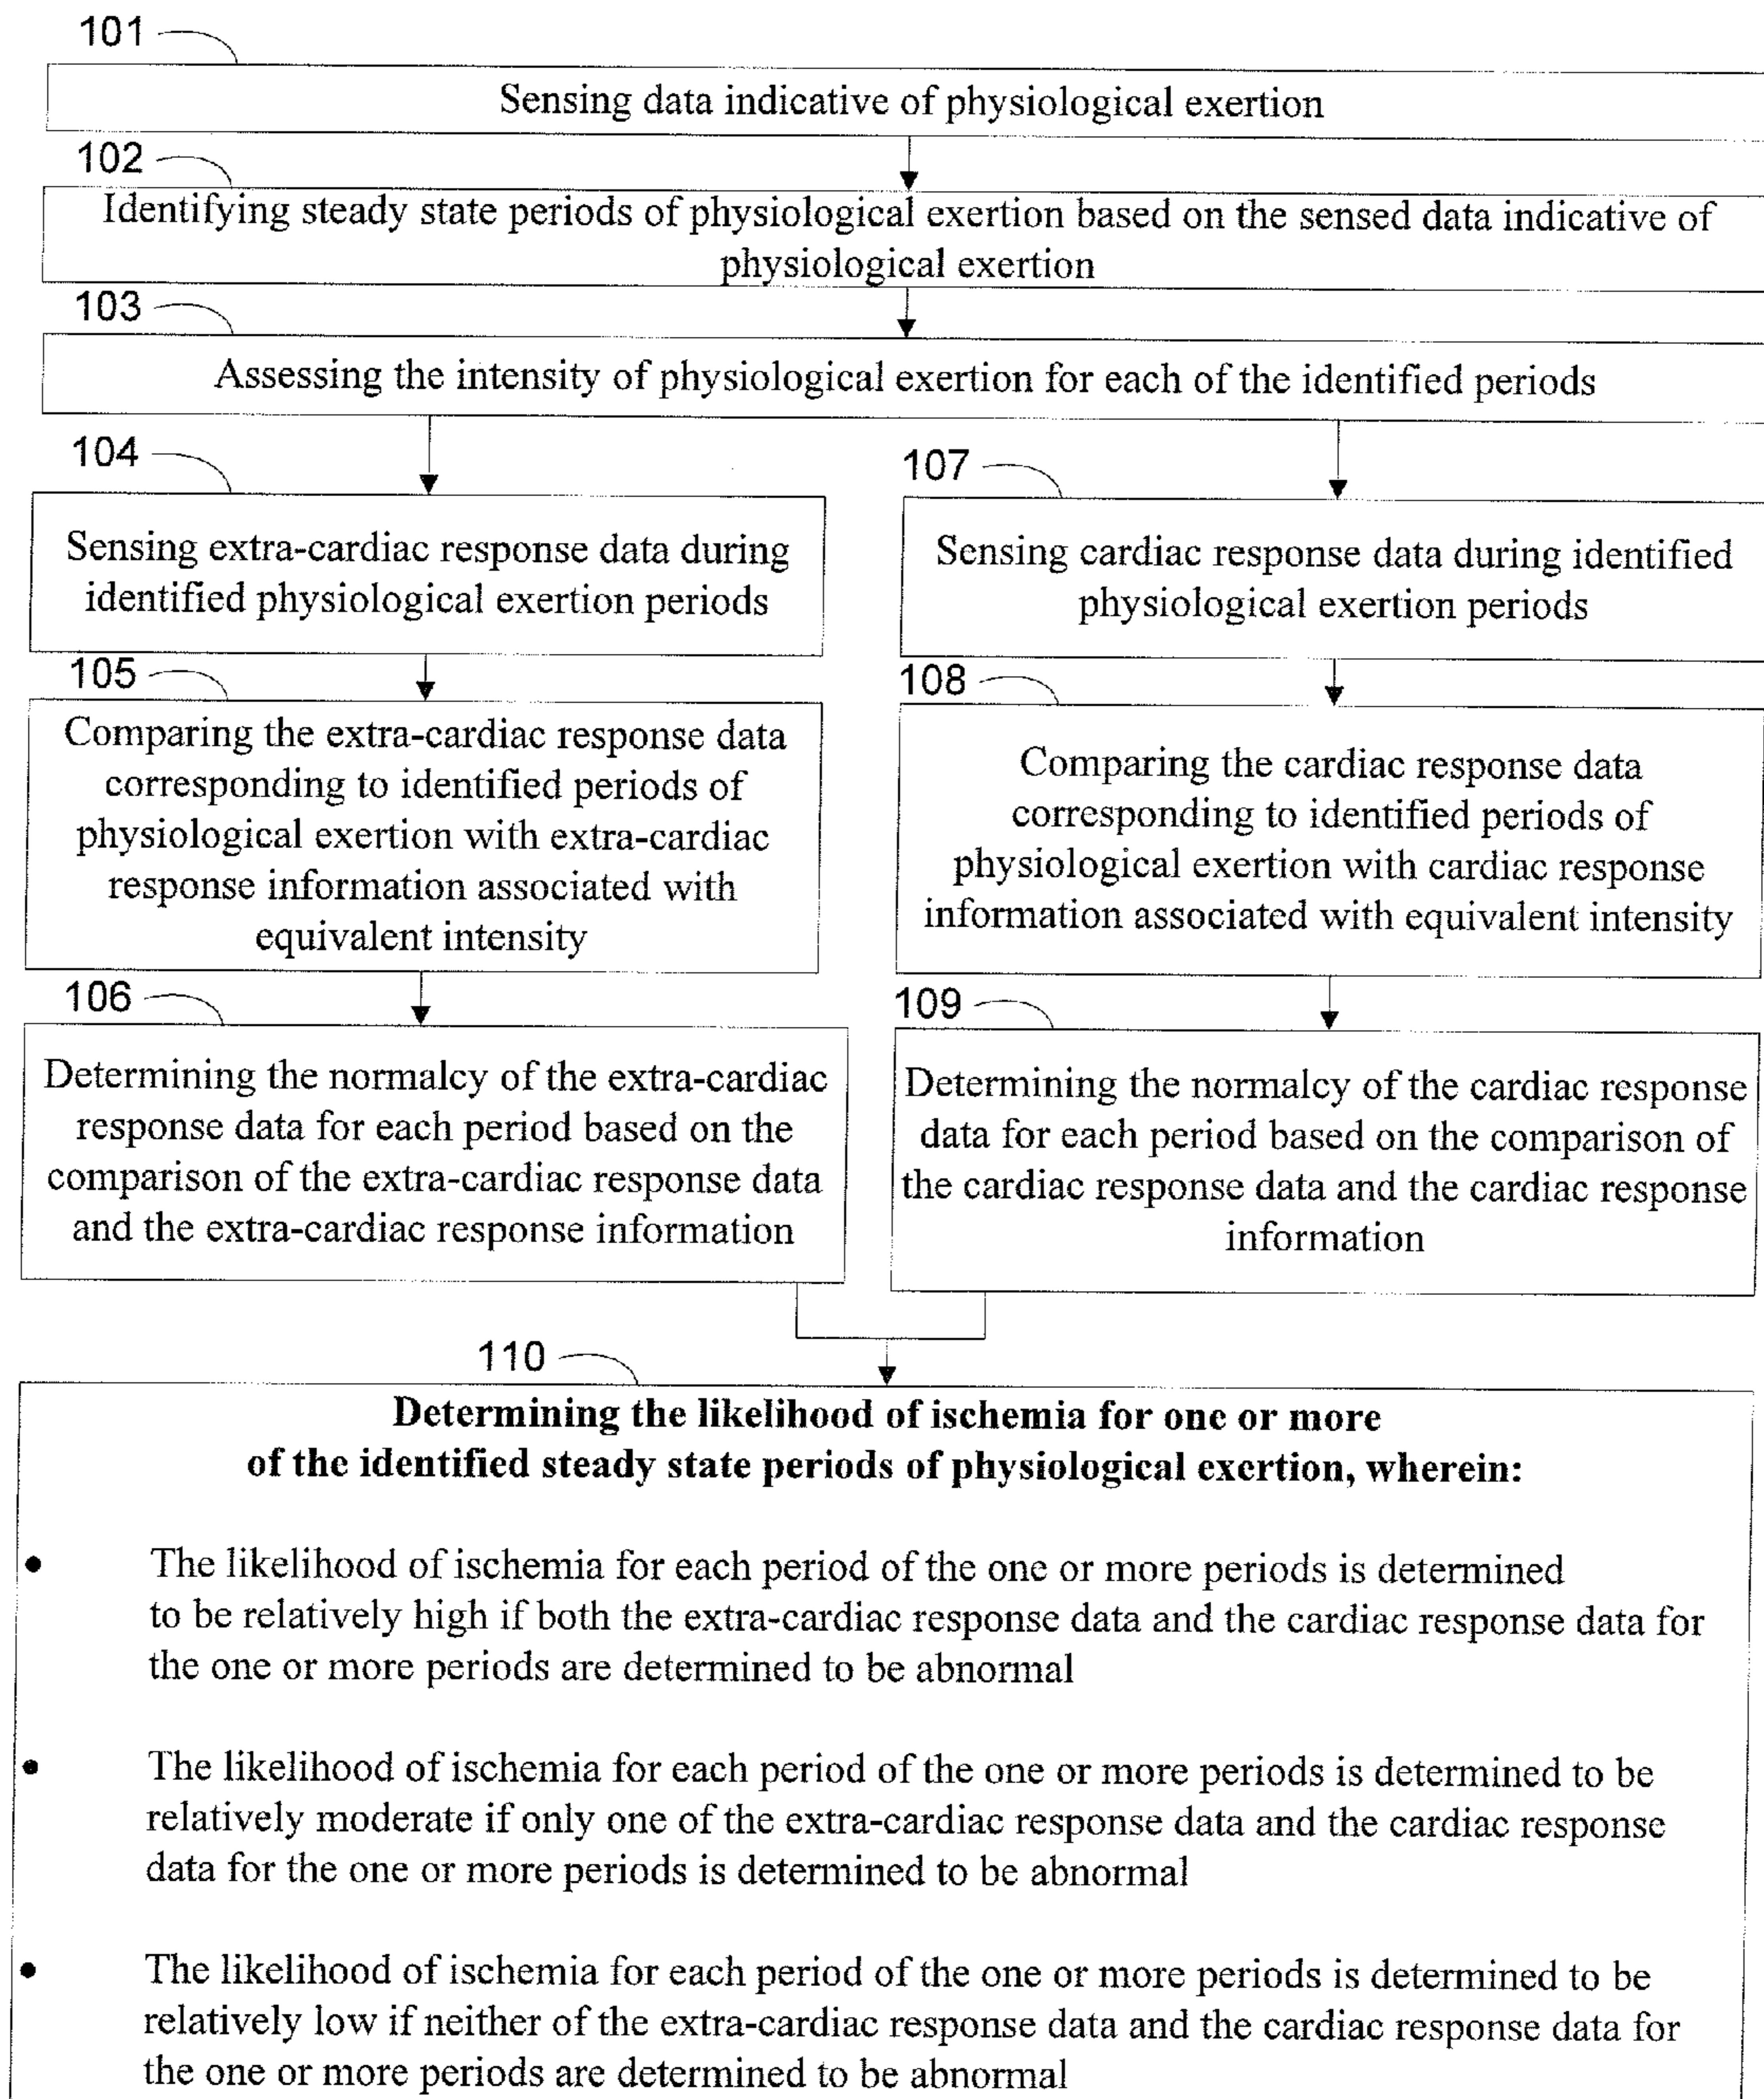 101
Sensing data indicative of physiological exertion
102
Identifying steady state periods of physiological exertion based on the sensed data indicative of
physiological exertion
103
Assessing the intensity of physiological exertion for each of the identified periods
104
Sensing extra-cardiac response data during
identified physiological exertion periods
105
Comparing the extra-cardiac response data
corresponding to identified periods of
physiological exertion with extra-cardiac
response information associated with
equivalent intensity
106
Determining the normalcy of the extra-cardiac
response data for each period based on the
comparison of the extra-cardiac response data
and the extra-cardiac response information
107
Sensing cardiac response data during identified
physiological exertion periods
108
Comparing the cardiac response data
corresponding to identified periods of
physiological exertion with cardiac response
information associated with equivalent intensity
109
Determining the normalcy of the cardiac response
data for each period based on the comparison of
the cardiac response data and the cardiac response
information
110
Determining the likelihood of ischemia for one or more
of the identified steady state periods of physiological exertion, wherein:
• The likelihood of ischemia for each period of the one or more periods is determined
to be relatively high if both the extra-cardiac response data and the cardiac response data for
the one or more periods are determined to be abnormal
• The likelihood of ischemia for each period of the one or more periods is determined to be
relatively moderate if only one of the extra-cardiac response data and the cardiac response
data for the one or more periods is determined to be abnormal
• The likelihood of ischemia for each period of the one or more periods is determined to be
relatively low if neither of the extra-cardiac response data and the cardiac response data for
the one or more periods are determined to be abnormal